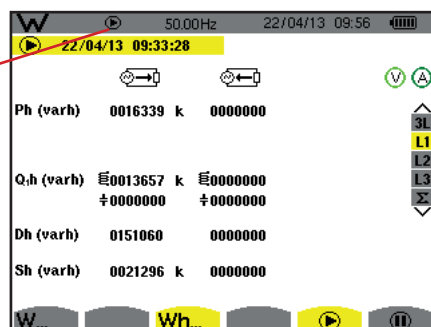 W 50.00Hz 22/04/13 09:56
22/04/13 09:33:28
V A
Ph (varh) 0016339 k 0000000
3L
L1
Q₁h (varh) 0013657 k 0000000
L2
0000000 0000000
L3
Σ
Dh (varh) 0151060 0000000
Sh (varh) 0021296 k 0000000
W... Wh...